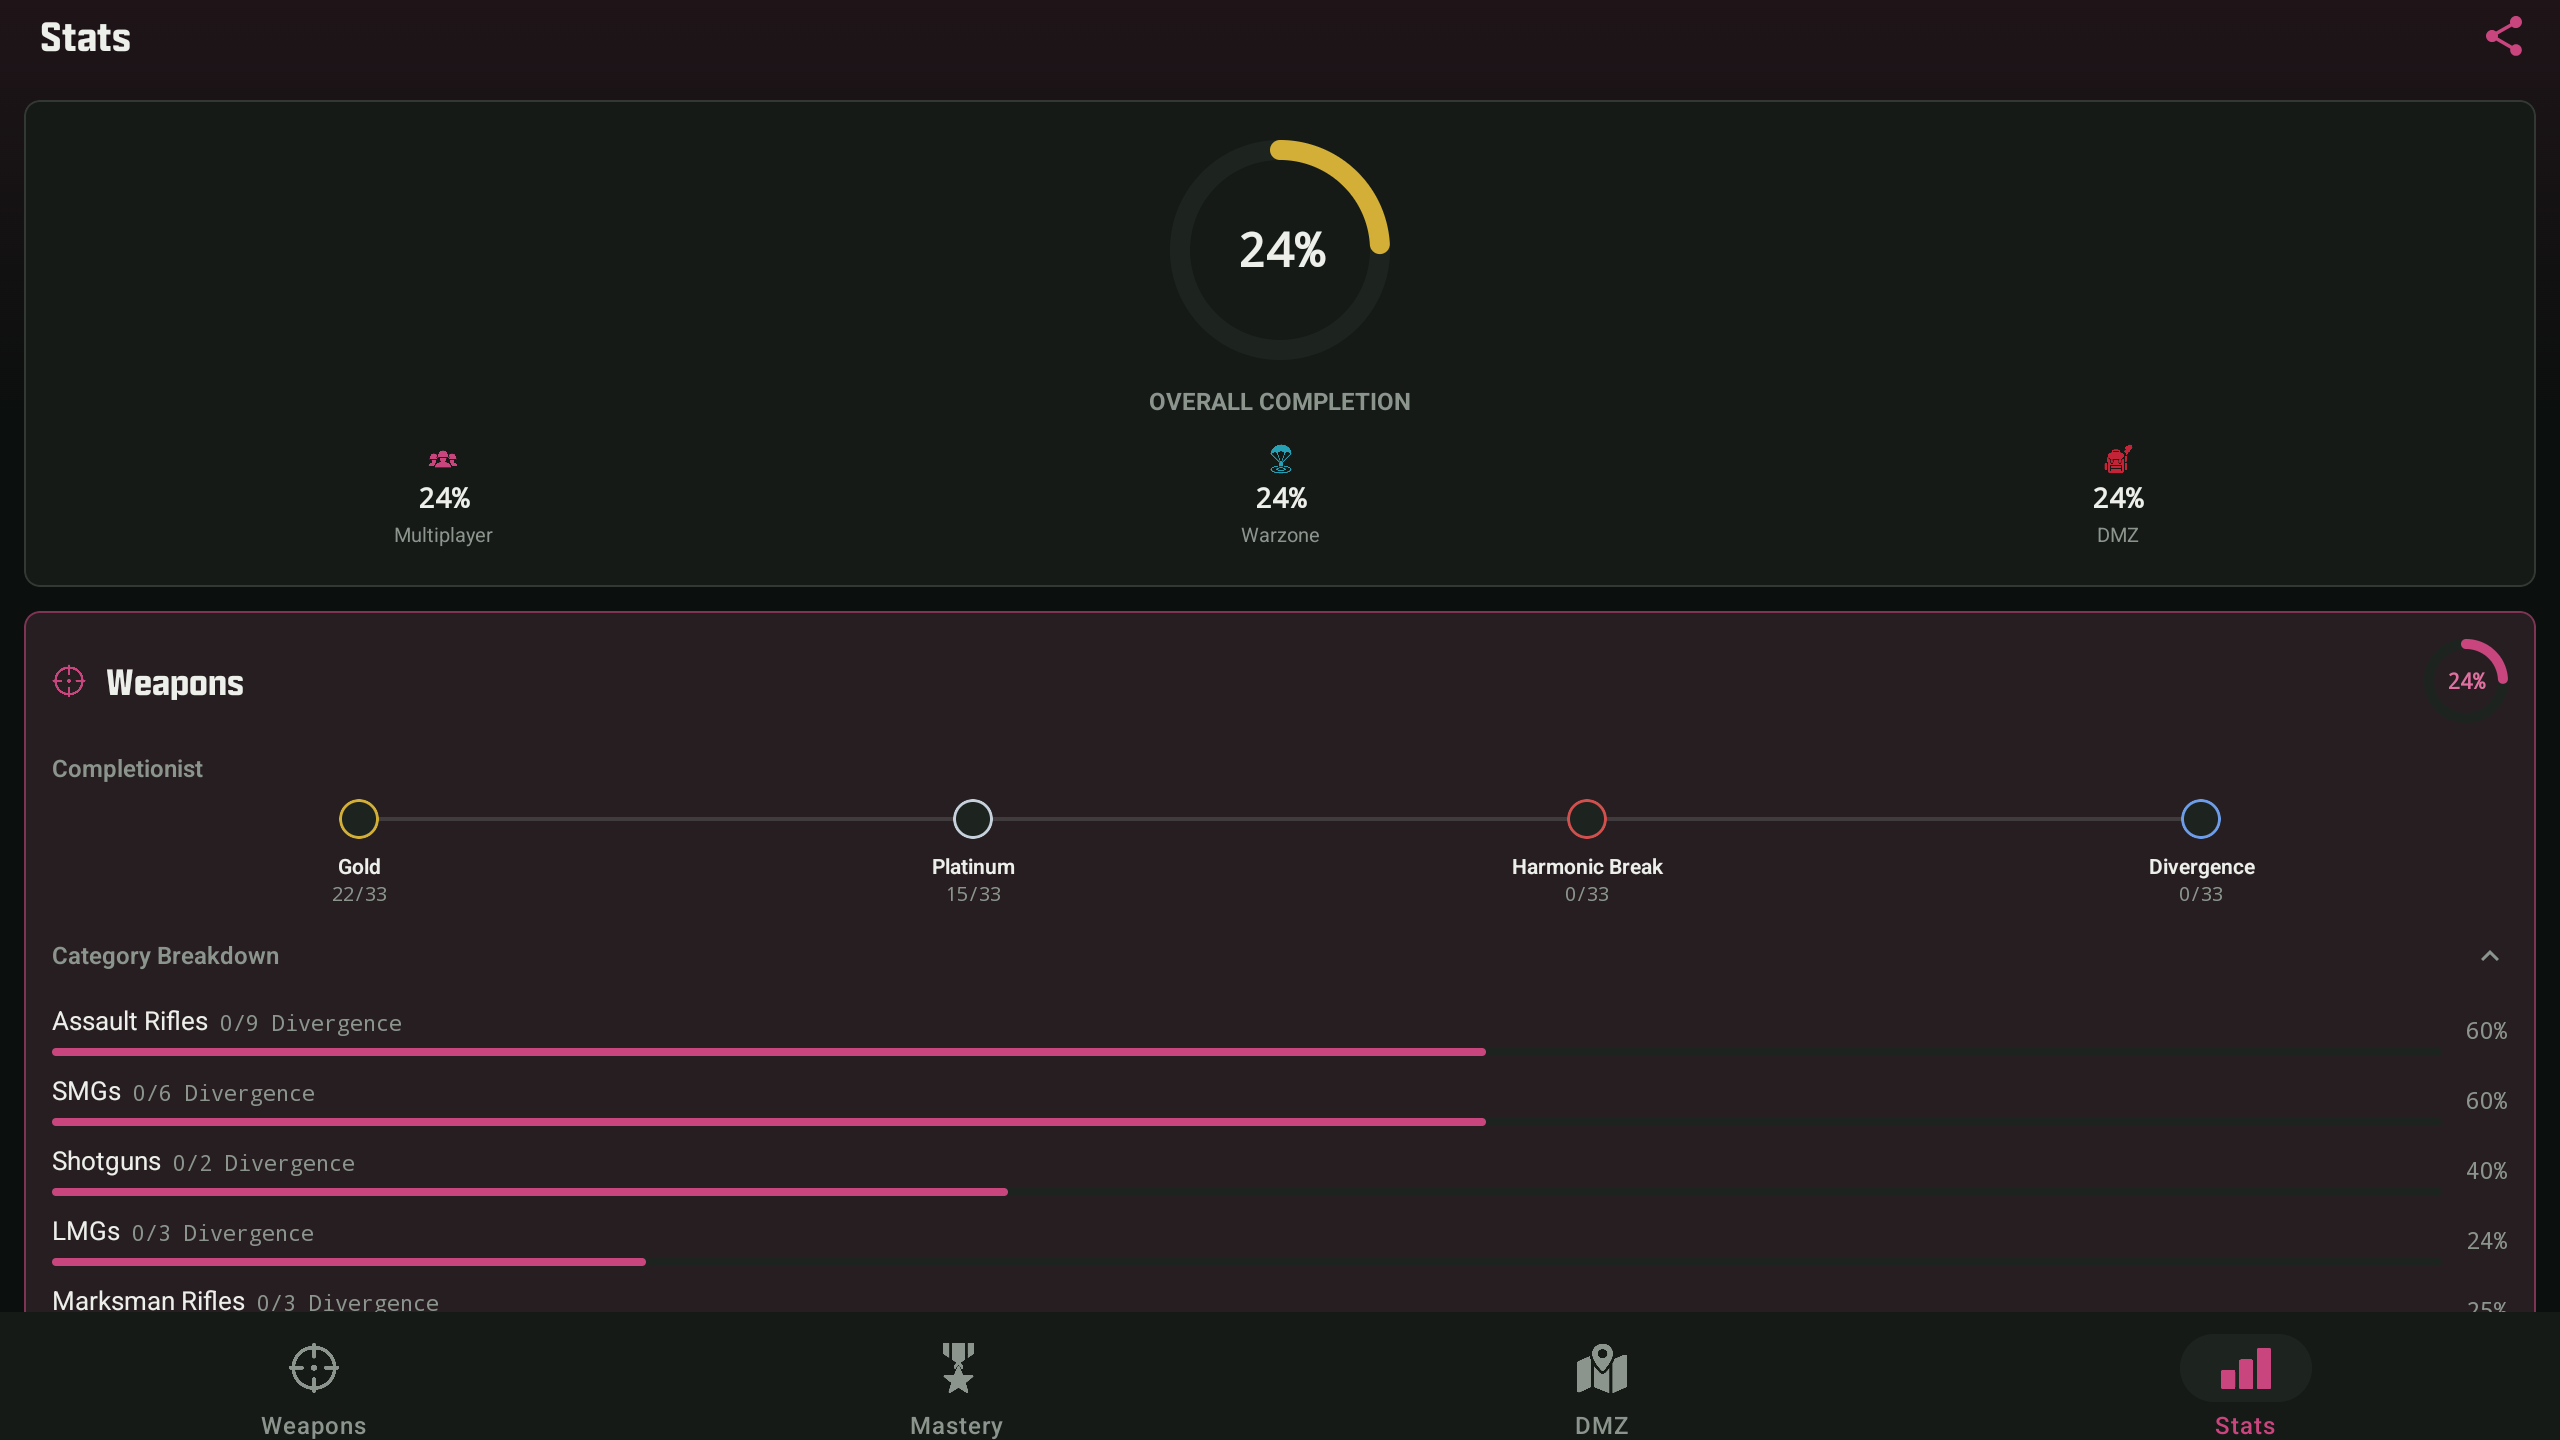 Stats
24%
OVERALL COMPLETION
24%
Multiplayer
24%
Warzone
24%
DMZ
Weapons
24%
Completionist
Gold
22/33
Platinum
15/33
Harmonic Break
0/33
Divergence
0/33
Category Breakdown
Assault Rifles 0/9 Divergence 60%
SMGs 0/6 Divergence 60%
Shotguns 0/2 Divergence 40%
LMGs 0/3 Divergence 24%
Marksman Rifles 0/3 Divergence 25%
Weapons
Mastery
DMZ
Stats